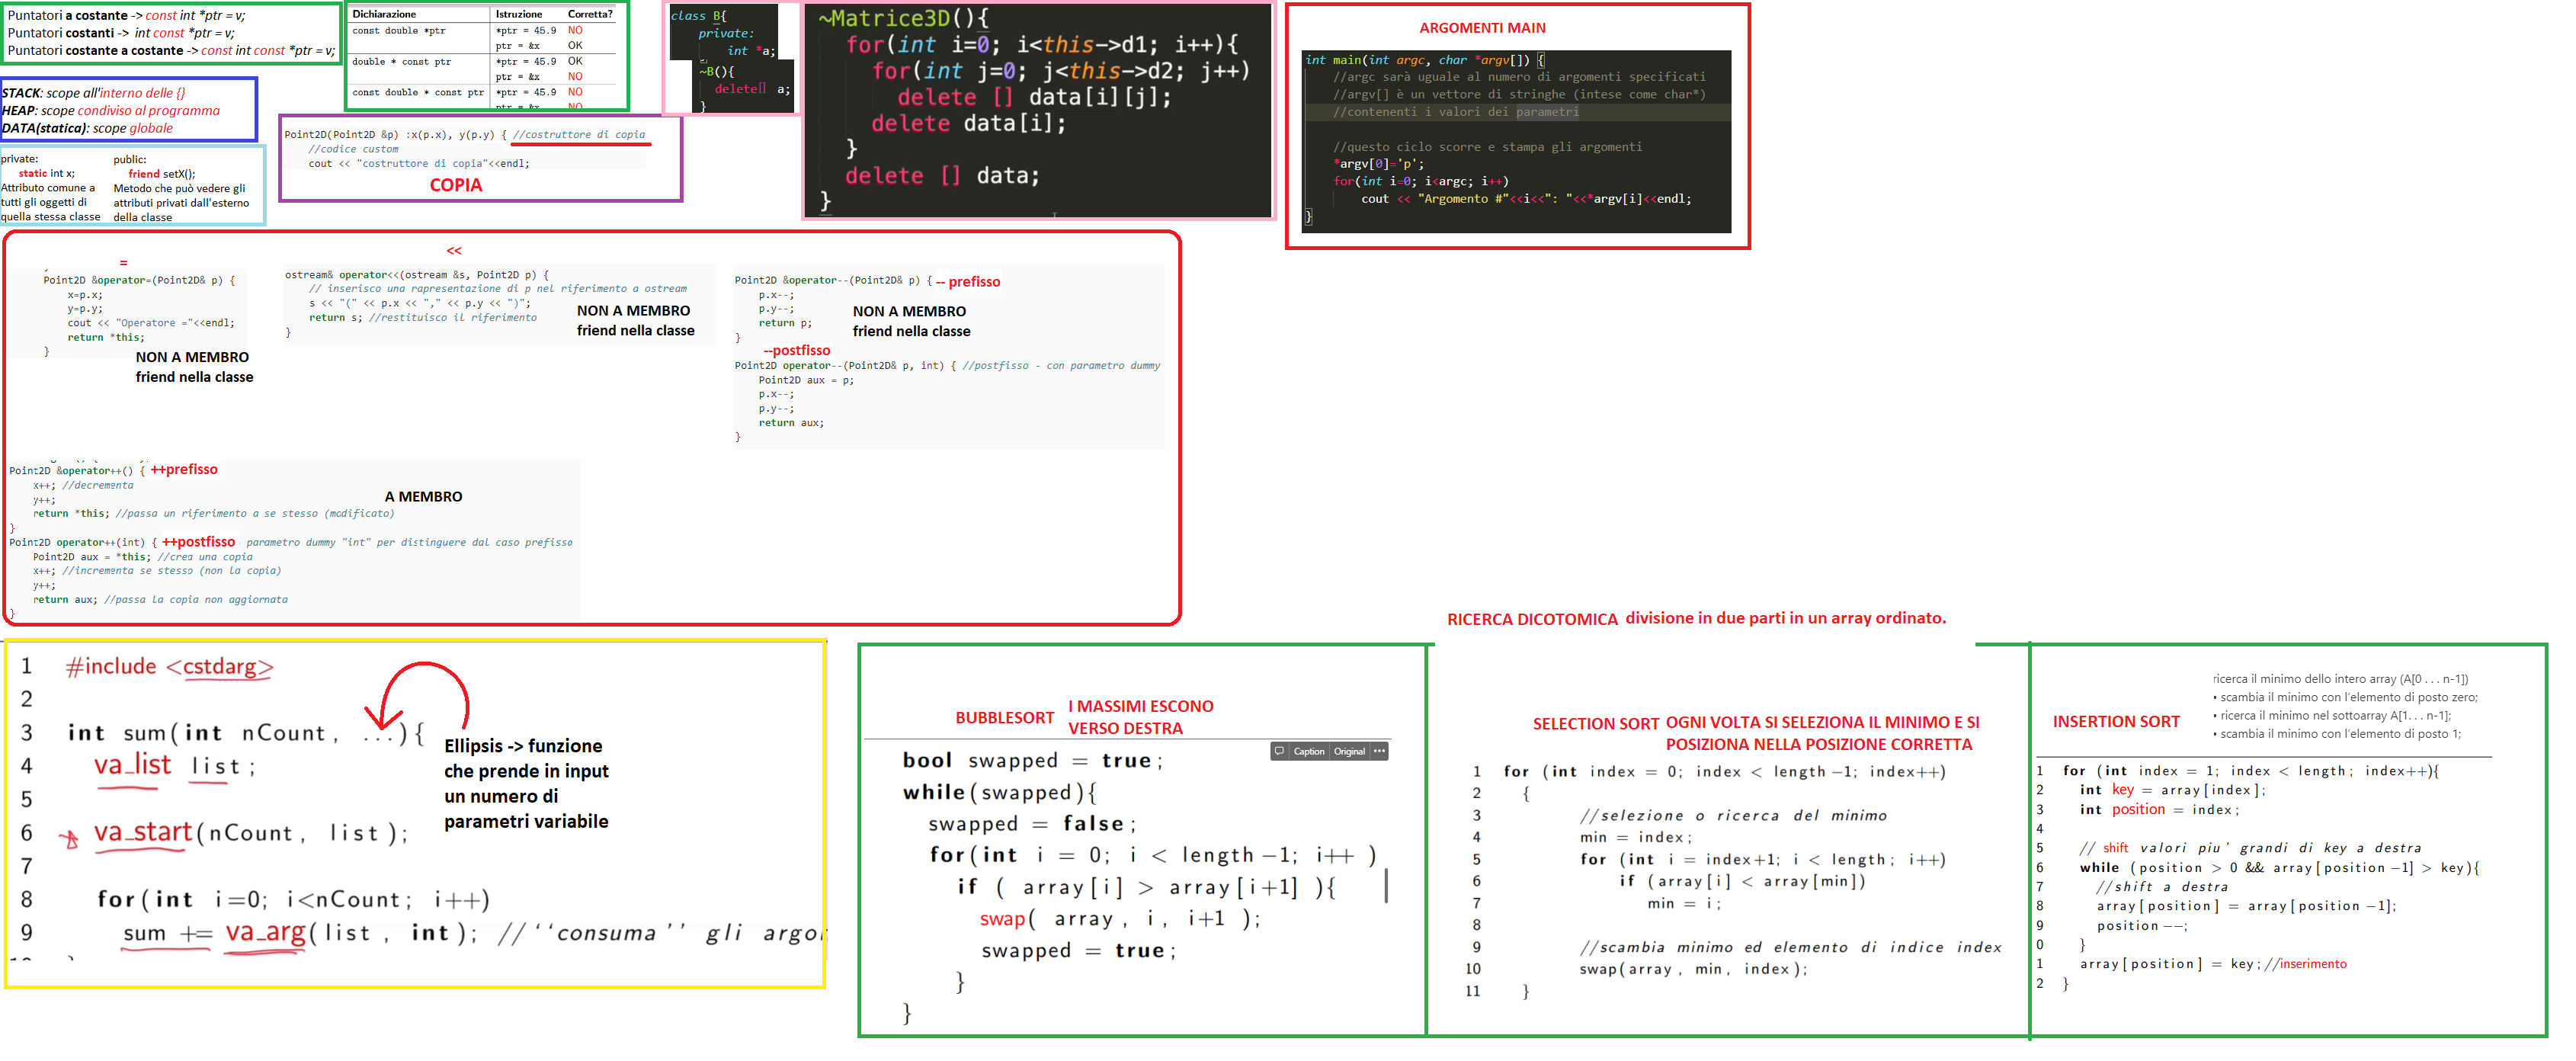 Puntatori a costante -> const int *ptr = v;
Puntatori costanti -> int const *ptr = v;
Puntatori costante a costante -> const int const *ptr = v;
Dichiarazione Istruzione Corretta?
const double *ptr *ptr = 45.9 NO
ptr = &x OK
double * const ptr *ptr = 45.9 OK
ptr = &x NO
const double * const ptr *ptr = 45.9 NO
ptr = &x NO
class B{
private:
int *a;
~B(){
delete[] a;
}
~Matrice3D(){
for(int i=0; i<this->d1; i++){
for(int j=0; j<this->d2; j++)
delete [] data[i][j];
delete data[i];
}
delete [] data;
}
ARGOMENTI MAIN
int main(int argc, char *argv[]) {
//argc sarà uguale al numero di argomenti specificati
//argv[] è un vettore di stringhe (intese come char*)
//contenenti i valori dei parametri
//questo ciclo scorre e stampa gli argomenti
*argv[0]='p';
for(int i=0; i<argc; i++)
cout << "Argomento #"<<i<<": "<<*argv[i]<<endl;
}
STACK: scope all'interno delle {}
HEAP: scope condiviso al programma
DATA(statica): scope globale
Point2D(Point2D &p) :x(p.x), y(p.y) { //costruttore di copia
//codice custom
cout << "costruttore di copia"<<endl;
COPIA
private:
static int x;
Attributo comune a
tutti gli oggetti di
quella stessa classe
public:
friend setX();
Metodo che può vedere gli
attributi privati dall'esterno
della classe
=
Point2D &operator=(Point2D& p) {
x=p.x;
y=p.y;
cout << "Operatore ="<<endl;
return *this;
}
NON A MEMBRO
friend nella classe
<<
ostream& operator<<(ostream &s, Point2D p) {
// inserisco una rapresentazione di p nel riferimento a ostream
s << "(" << p.x << "," << p.y << ")";
return s; //restituisco il riferimento
}
NON A MEMBRO
friend nella classe
Point2D &operator--(Point2D& p) { -- prefisso
p.x--;
p.y--;
return p;
}
NON A MEMBRO
friend nella classe
--postfisso
Point2D operator--(Point2D& p, int) { //postfisso - con parametro dummy
Point2D aux = p;
p.x--;
p.y--;
return aux;
}
Point2D &operator++() { ++prefisso
x++; //decrementa
y++;
return *this; //passa un riferimento a se stesso (modificato)
}
A MEMBRO
Point2D operator++(int) { ++postfisso parametro dummy "int" per distinguere dal caso prefisso
Point2D aux = *this; //crea una copia
x++; //incrementa se stesso (non la copia)
y++;
return aux; //passa la copia non aggiornata
}
1 #include <cstdarg>
2
3 int sum(int nCount, ...){
4 va_list list;
5
6 va_start(nCount, list);
7
8 for(int i=0; i<nCount; i++)
9 sum += va_arg(list, int); //‘‘consuma’’ gli
Ellipsis -> funzione
che prende in input
un numero di
parametri variabile
RICERCA DICOTOMICA divisione in due parti in un array ordinato.
BUBBLESORT I MASSIMI ESCONO
VERSO DESTRA
Caption Original
bool swapped = true;
while(swapped){
swapped = false;
for(int i = 0; i < length-1; i++ )
if ( array[i] > array[i+1] ){
swap( array, i, i+1 );
swapped = true;
}
}
SELECTION SORT OGNI VOLTA SI SELEZIONA IL MINIMO E SI
POSIZIONA NELLA POSIZIONE CORRETTA
1 for (int index = 0; index < length-1; index++)
2 {
3 //selezione o ricerca del minimo
4 min = index;
5 for (int i = index+1; i < length; i++)
6 if (array[i] < array[min])
7 min = i;
8
9 //scambia minimo ed elemento di indice index
10 swap(array, min, index);
11 }
INSERTION SORT
ricerca il minimo dello intero array (A[0 . . . n-1])
• scambia il minimo con l'elemento di posto zero;
• ricerca il minimo nel sottoarray A[1. . . n-1];
• scambia il minimo con l'elemento di posto 1;
1 for (int index = 1; index < length; index++){
2 int key = array[index];
3 int position = index;
4
5 // shift valori piu' grandi di key a destra
6 while (position > 0 && array[position-1] > key){
7 //shift a destra
8 array[position] = array[position-1];
9 position--;
0 }
1 array[position] = key; //inserimento
2 }